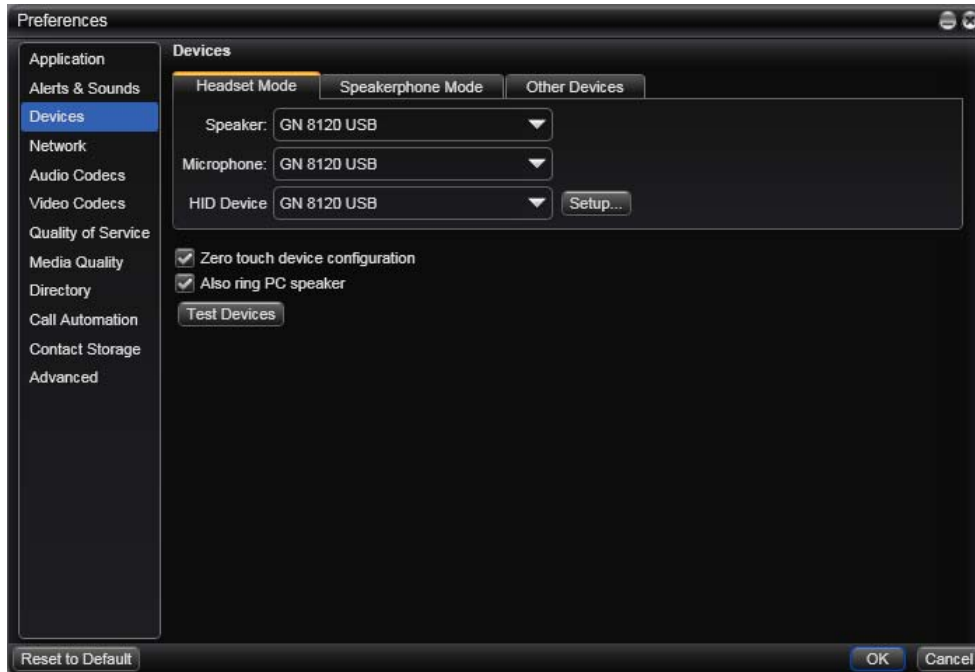 Preferences
Application
Alerts & Sounds
Devices
Network
Audio Codecs
Video Codecs
Quality of Service
Media Quality
Directory
Call Automation
Contact Storage
Advanced
Devices
Headset Mode
Speakerphone Mode
Other Devices
Speaker: GN 8120 USB
Microphone: GN 8120 USB
HID Device GN 8120 USB Setup...
Zero touch device configuration
Also ring PC speaker
Test Devices
Reset to Default
OK
Cancel